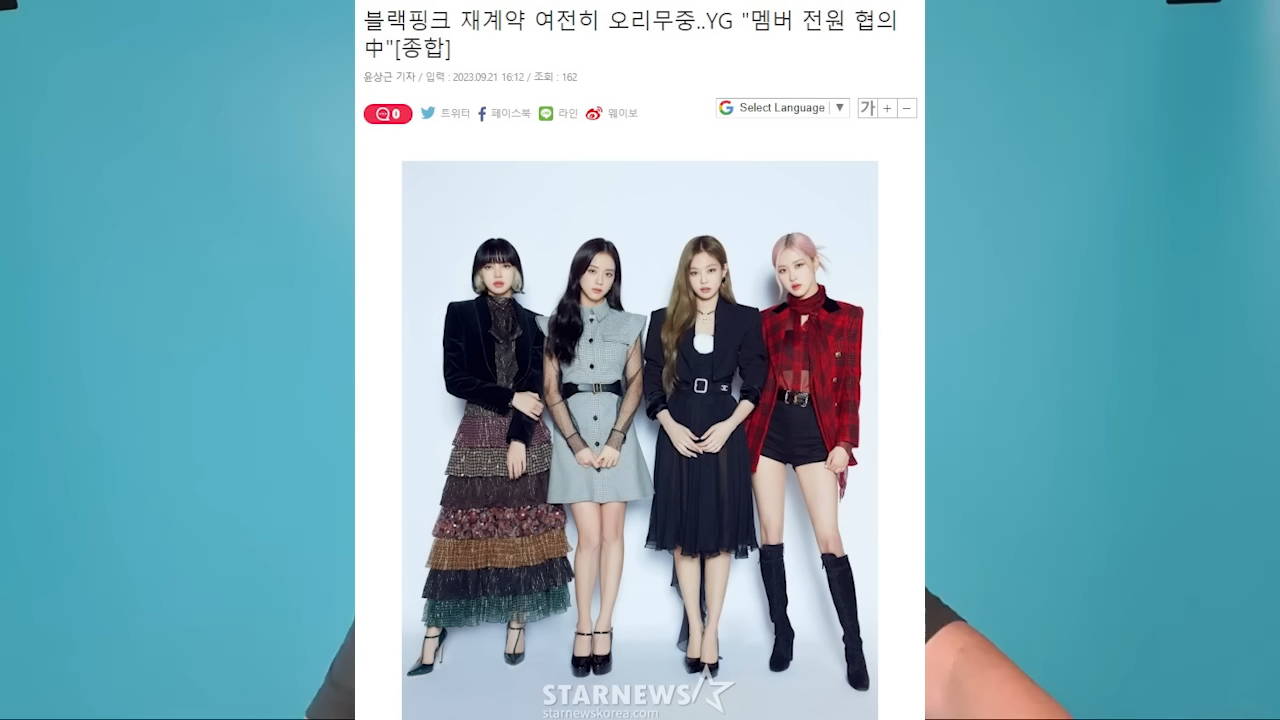 블랙핑크 재계약 여전히 오리무중..YG "멤버 전원 협의
中"[종합]
윤상근 기자 / 입력 : 2023.09.21 16:12 / 조회 : 162
0 트위터 페이스북 라인 웨이보 Select Language ▼ 가 + −
STARNEWS
starnewskorea.com